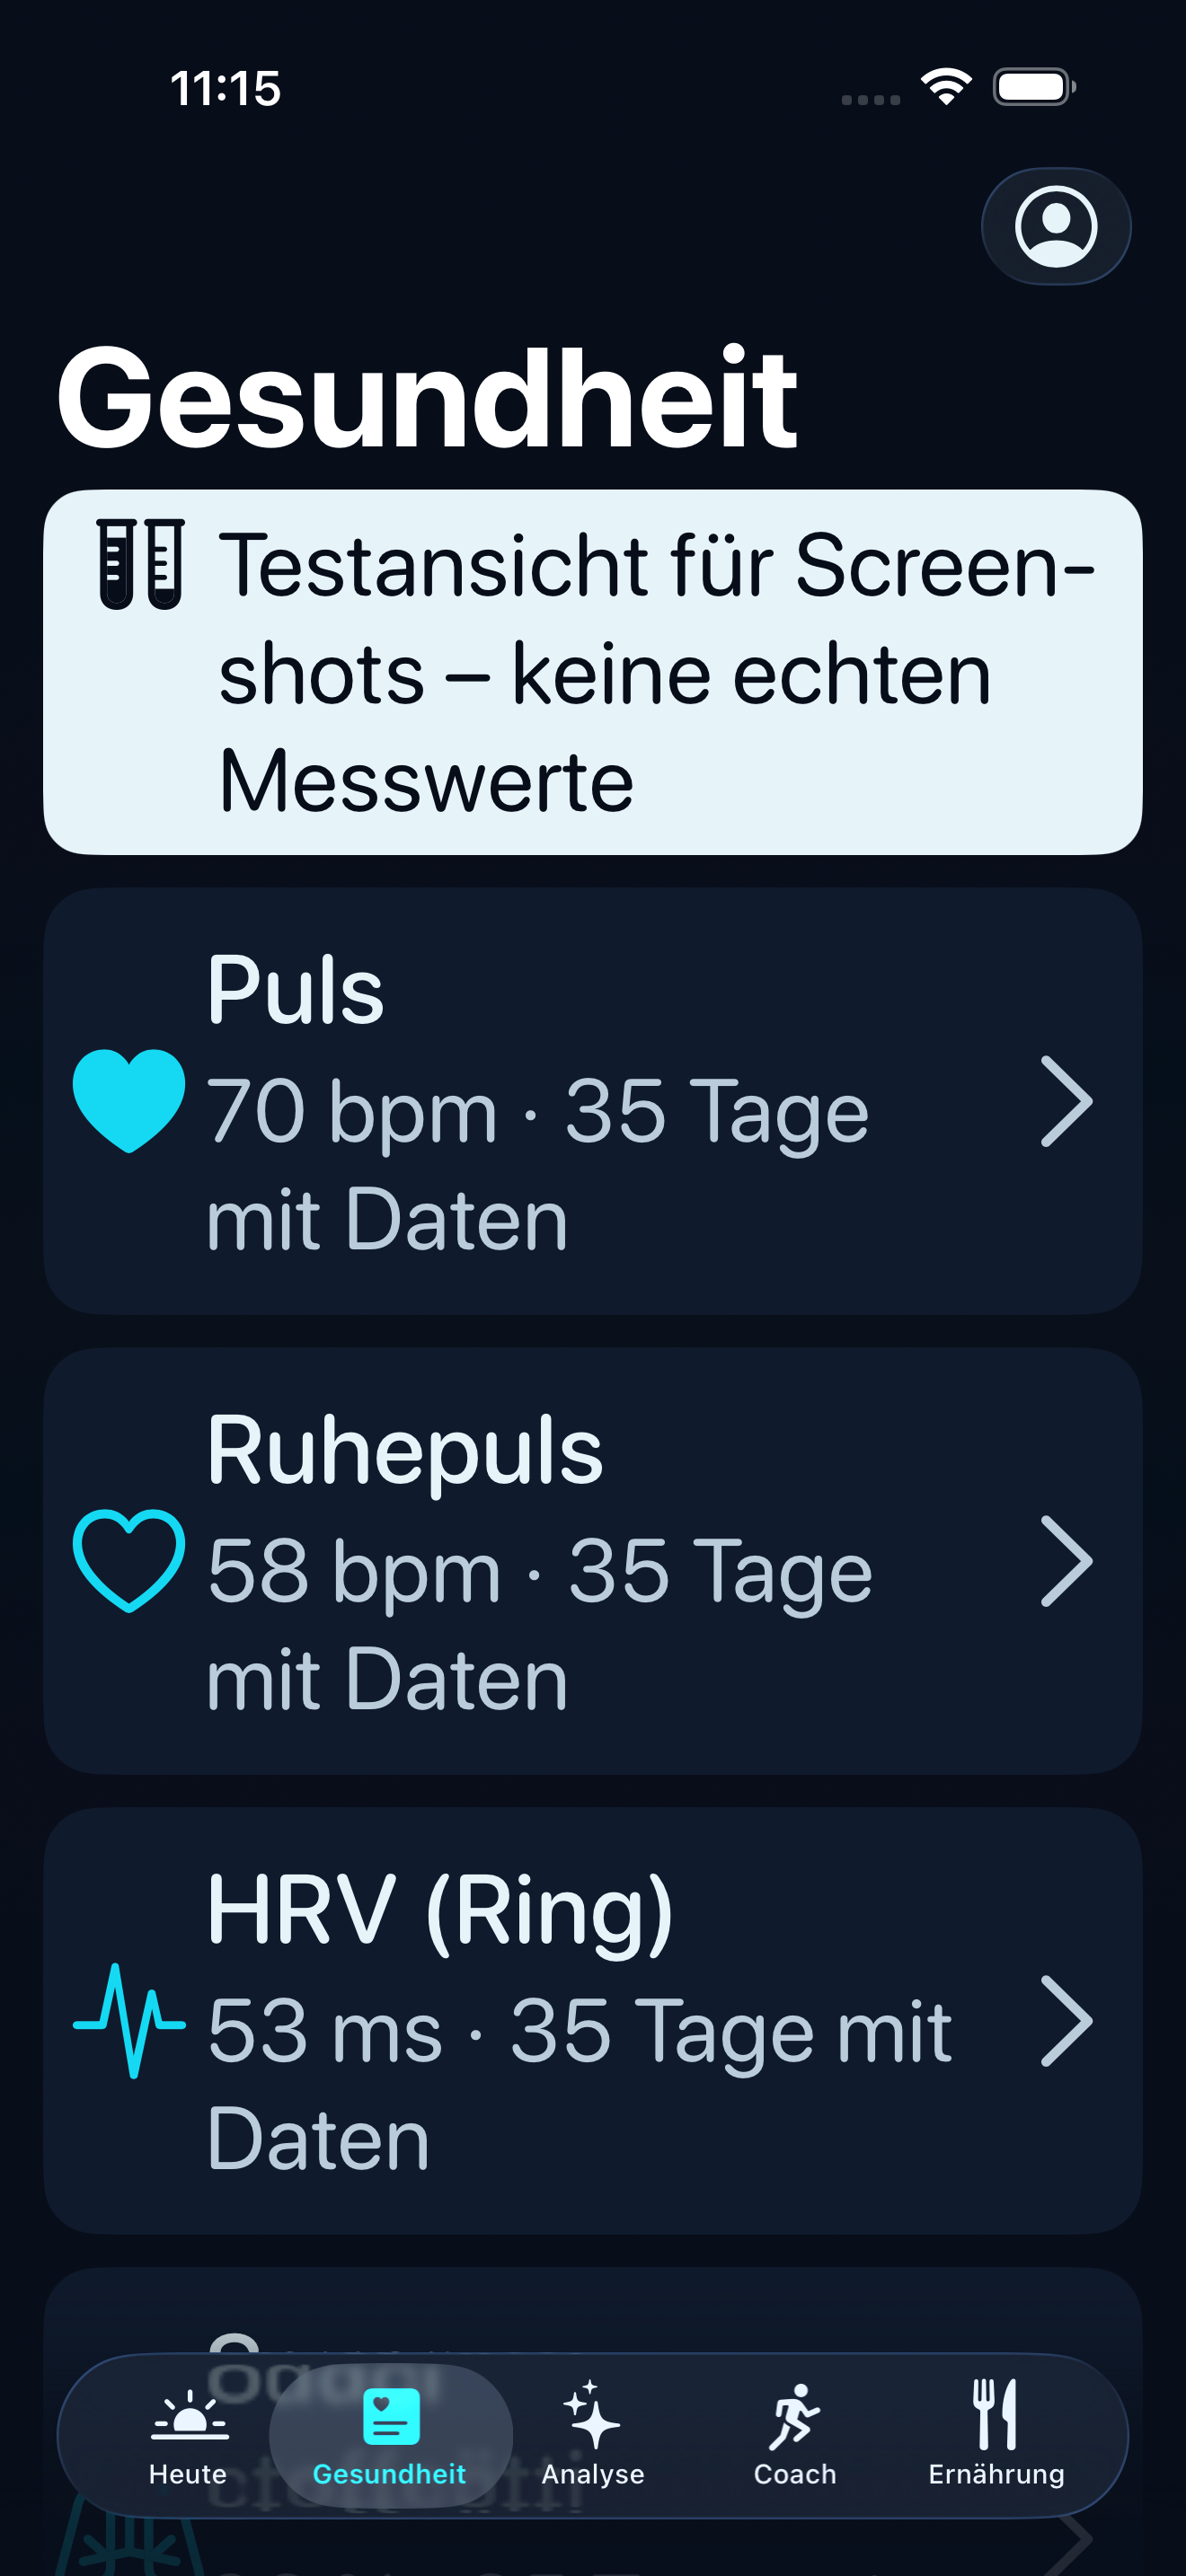 11:15
Gesundheit
Testansicht für Screen-
shots – keine echten
Messwerte
Puls
70 bpm · 35 Tage
mit Daten
Ruhepuls
58 bpm · 35 Tage
mit Daten
HRV (Ring)
53 ms · 35 Tage mit
Daten
Heute
Gesundheit
Analyse
Coach
Ernährung